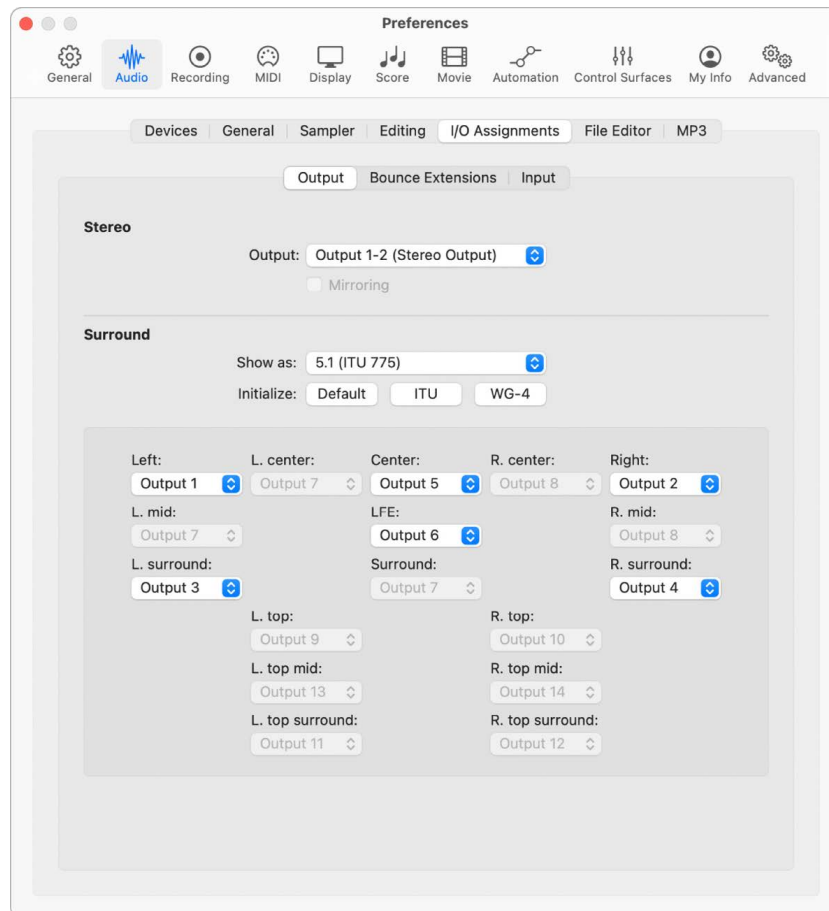 Preferences
General Audio Recording MIDI Display Score Movie Automation Control Surfaces My Info Advanced
Devices General Sampler Editing I/O Assignments File Editor MP3
Output Bounce Extensions Input
Stereo
Output: Output 1-2 (Stereo Output)
Mirroring
Surround
Show as: 5.1 (ITU 775)
Initialize: Default ITU WG-4
Left: L. center: Center: R. center: Right:
Output 1 Output 7 Output 5 Output 8 Output 2
L. mid: LFE: R. mid:
Output 7 Output 6 Output 8
L. surround: Surround: R. surround:
Output 3 Output 7 Output 4
L. top: R. top:
Output 9 Output 10
L. top mid: R. top mid:
Output 13 Output 14
L. top surround: R. top surround:
Output 11 Output 12